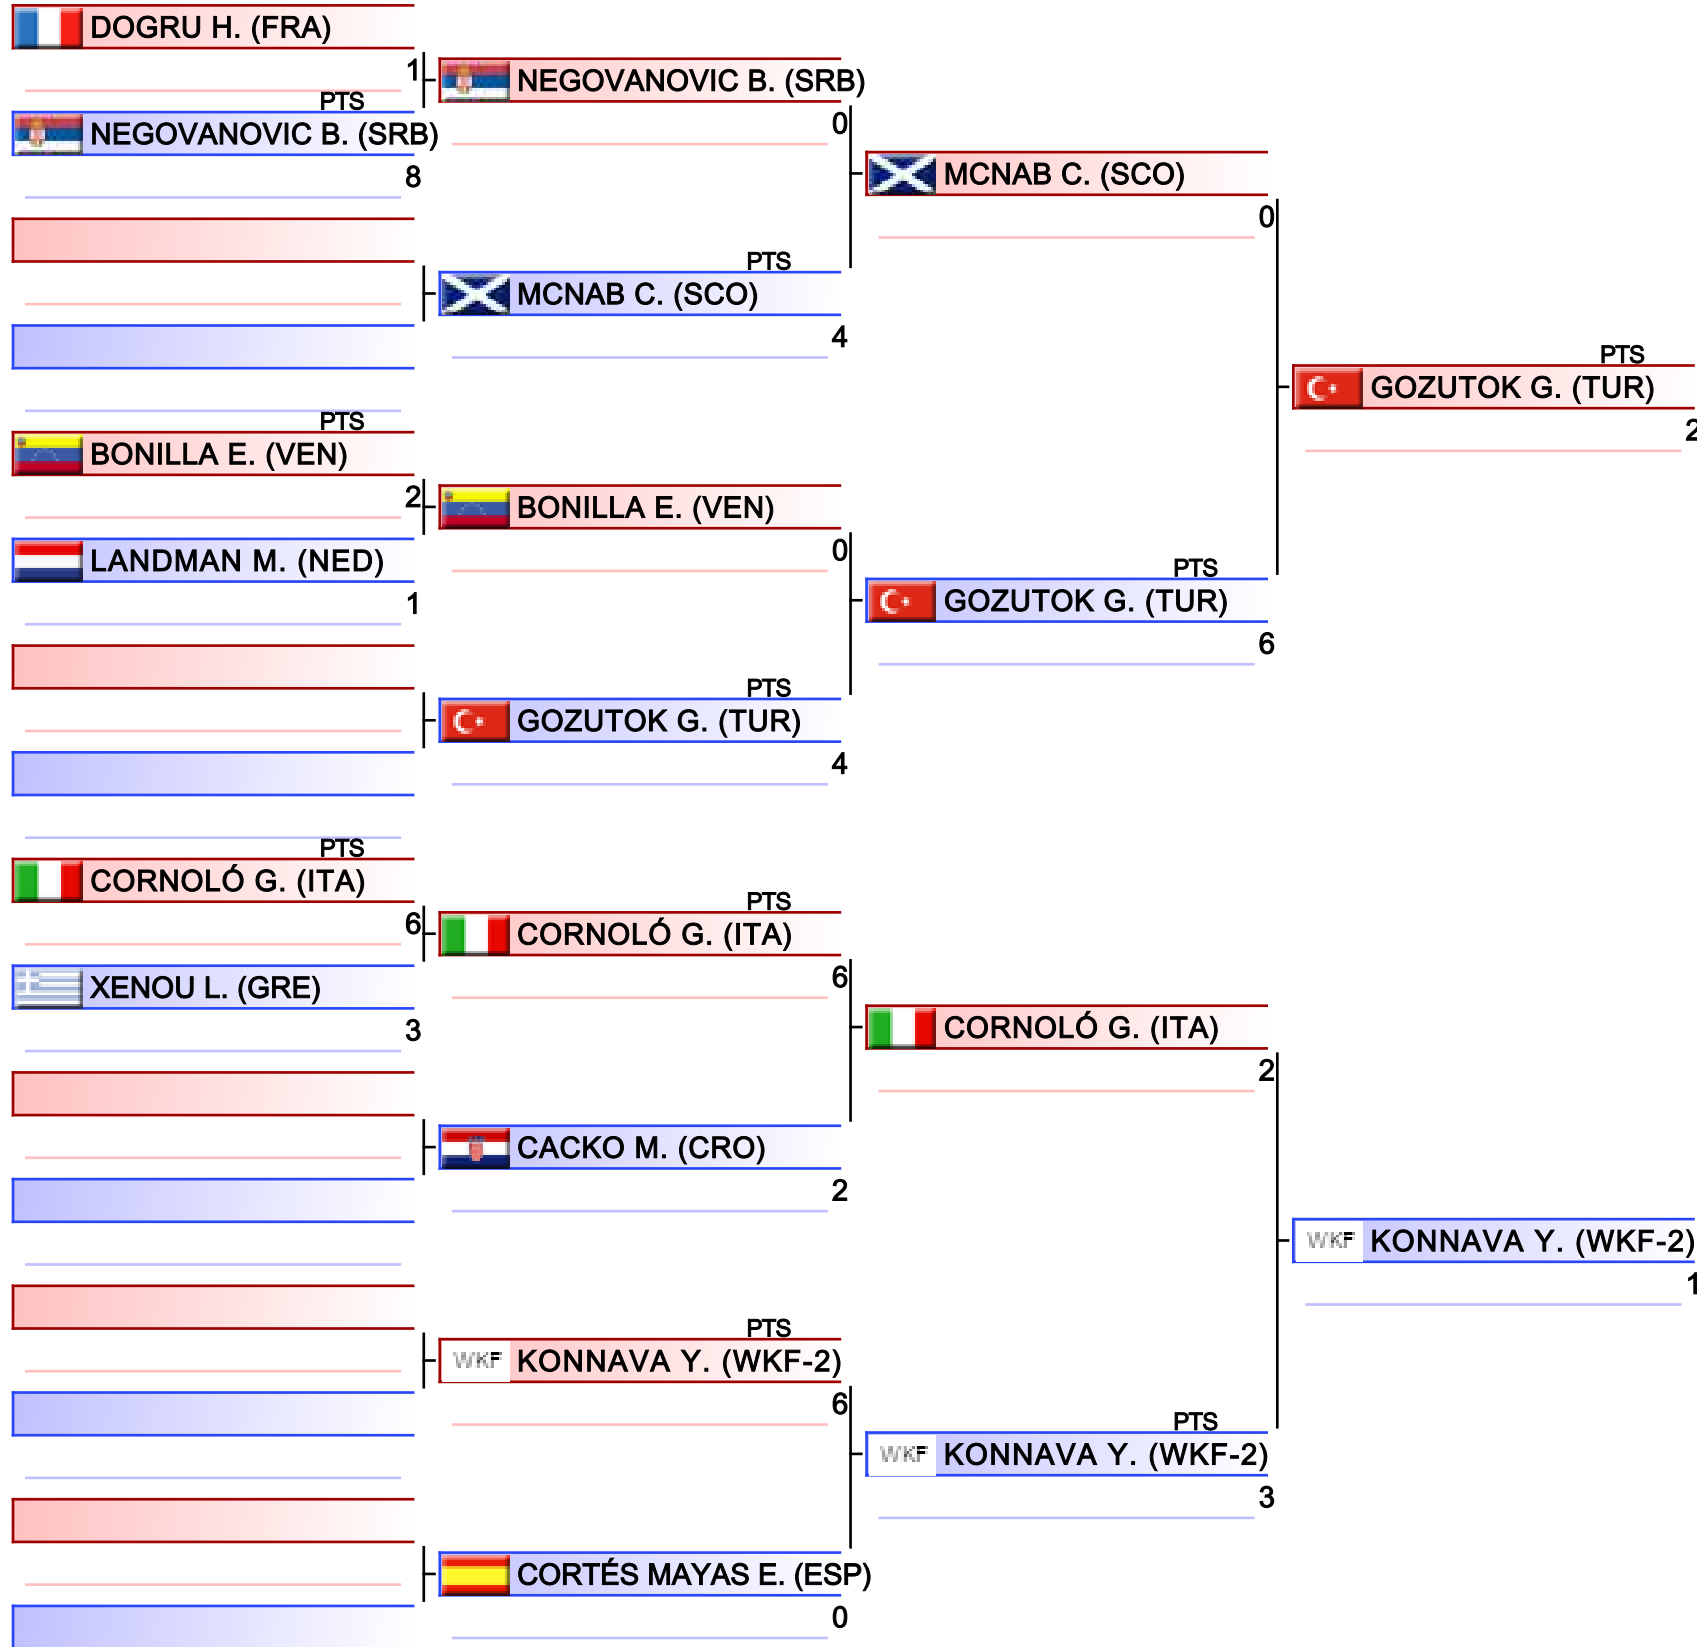 DOGRU H. (FRA)
1
PTS
NEGOVANOVIC B. (SRB)
8
PTS
BONILLA E. (VEN)
2
LANDMAN M. (NED)
1
PTS
CORNOLÓ G. (ITA)
6
XENOU L. (GRE)
3
NEGOVANOVIC B. (SRB)
0
PTS
MCNAB C. (SCO)
4
BONILLA E. (VEN)
0
PTS
GOZUTOK G. (TUR)
4
PTS
CORNOLÓ G. (ITA)
6
CACKO M. (CRO)
2
PTS
WKF KONNAVA Y. (WKF-2)
6
CORTÉS MAYAS E. (ESP)
0
MCNAB C. (SCO)
0
PTS
GOZUTOK G. (TUR)
6
CORNOLÓ G. (ITA)
2
PTS
WKF KONNAVA Y. (WKF-2)
3
PTS
GOZUTOK G. (TUR)
2
WKF KONNAVA Y. (WKF-2)
1